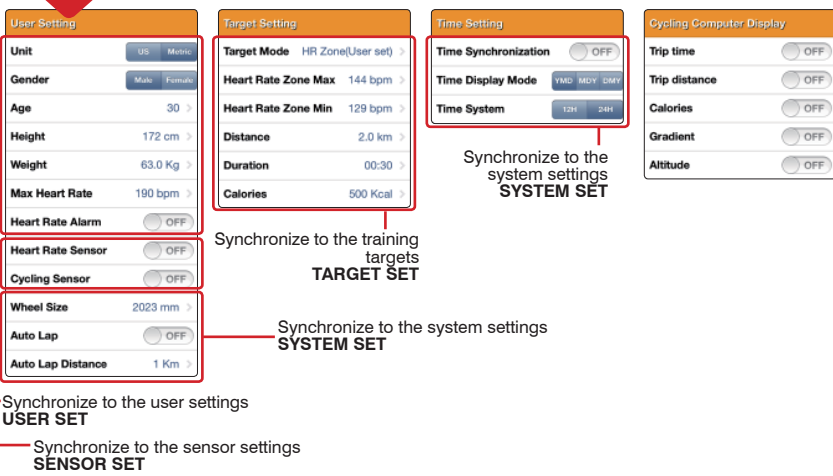 User Setting
Unit US Metric
Gender Male Female
Age 30 >
Height 172 cm >
Weight 63.0 Kg >
Max Heart Rate 190 bpm >
Heart Rate Alarm OFF
Heart Rate Sensor OFF
Cycling Sensor OFF
Wheel Size 2023 mm >
Auto Lap OFF
Auto Lap Distance 1 Km >
Target Setting
Target Mode HR Zone(User set) >
Heart Rate Zone Max 144 bpm >
Heart Rate Zone Min 129 bpm >
Distance 2.0 km >
Duration 00:30 >
Calories 500 Kcal >
Synchronize to the training
targets
TARGET SET
Time Setting
Time Synchronization OFF
Time Display Mode YMD MDY DMY
Time System 12H 24H
Synchronize to the
system settings
SYSTEM SET
Cycling Computer Display
Trip time OFF
Trip distance OFF
Calories OFF
Gradient OFF
Altitude OFF
Synchronize to the system settings
SYSTEM SET
Synchronize to the user settings
USER SET
Synchronize to the sensor settings
SENSOR SET